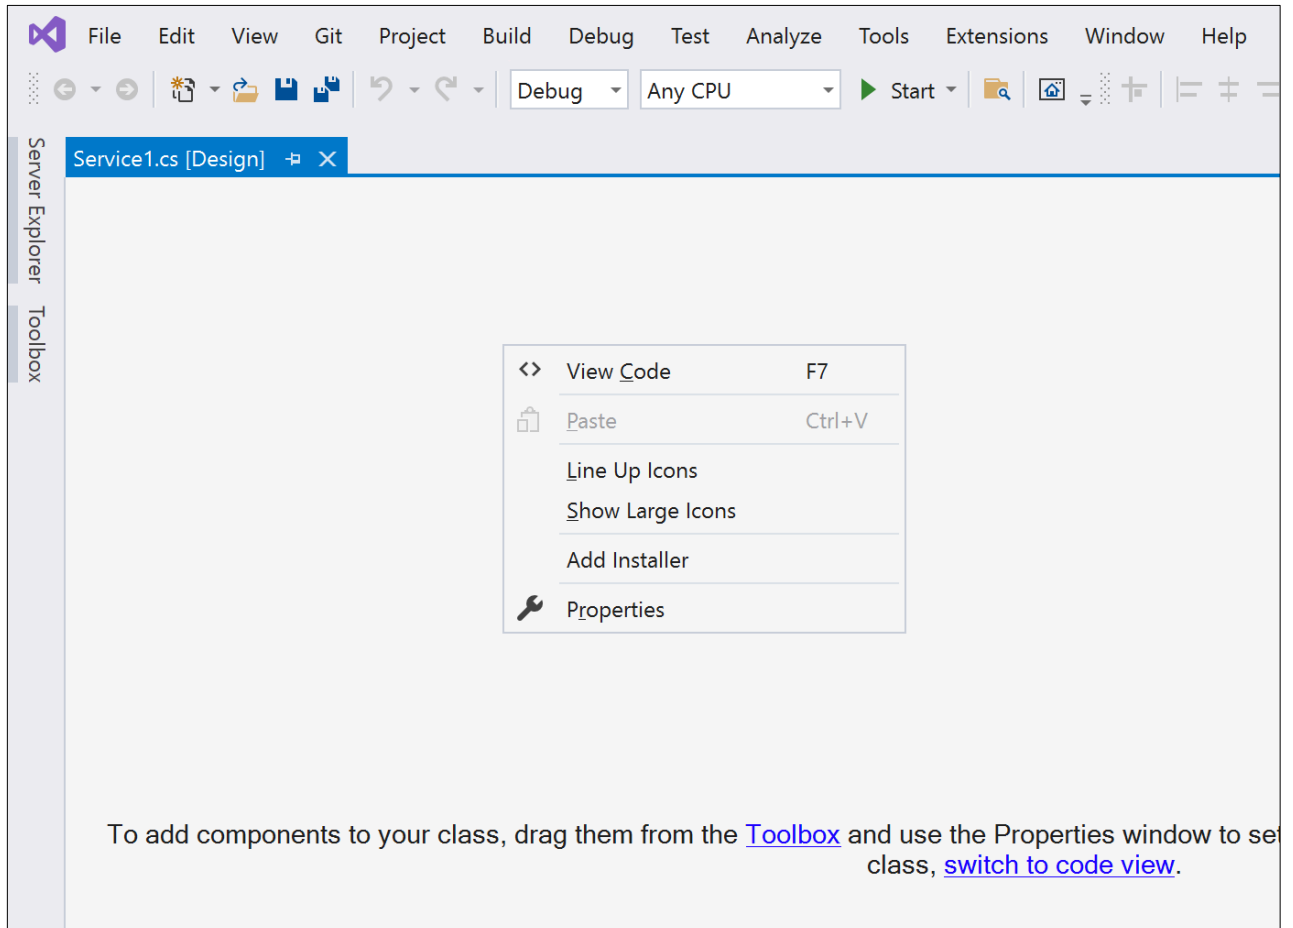 File Edit View Git Project Build Debug Test Analyze Tools Extensions Window Help
Debug Any CPU Start
Server Explorer
Toolbox
Service1.cs [Design]
View Code F7
Paste Ctrl+V
Line Up Icons
Show Large Icons
Add Installer
Properties
To add components to your class, drag them from the Toolbox and use the Properties window to set
class, switch to code view.